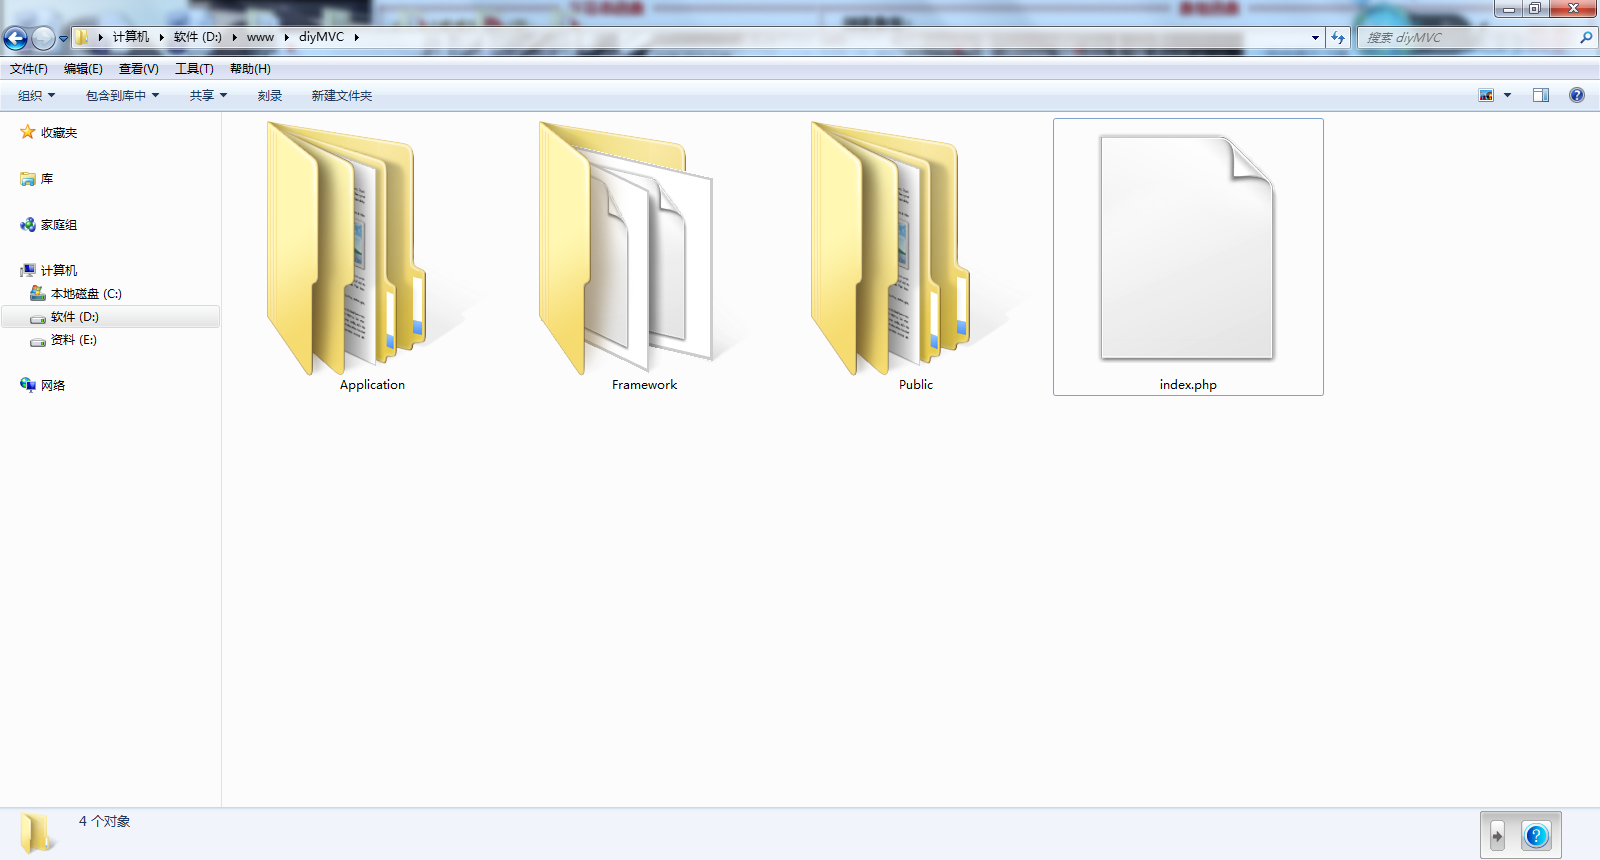 计算机 软件 (D:) www diyMVC
搜索 diyMVC
文件(F) 编辑(E) 查看(V) 工具(T) 帮助(H)
组织 包含到库中 共享 刻录 新建文件夹
收藏夹
库
家庭组
计算机
本地磁盘 (C:)
软件 (D:)
资料 (E:)
网络
Application
Framework
Public
index.php
4 个对象